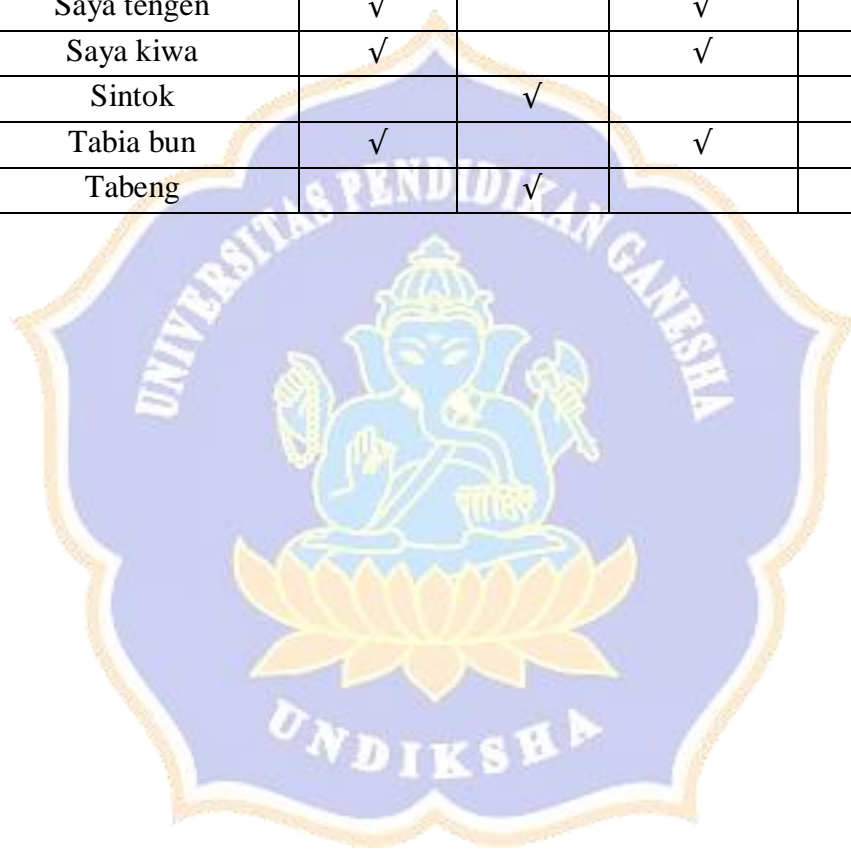 Saya tengen √ √
Saya kiwa √ √
Sintok √
Tabia bun √ √
Tabeng √
UNIVERSITAS PENDIDIKAN GANESHA
UNDIKSHA